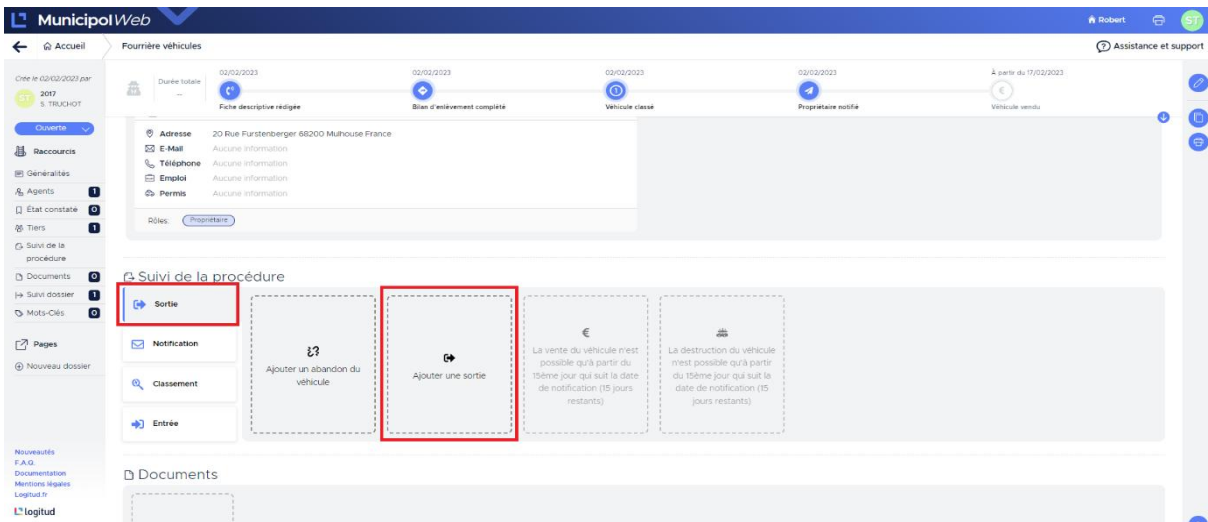 MunicipolWeb
Robert
ST
Accueil
Fourrière véhicules
Assistance et support
Crée le 02/02/2023 par
ST
2017
S. TRUCHOT
Ouverte
Raccourcis
Généralités
Agents 1
État constaté 0
Tiers 1
Suivi de la
procédure
Documents 0
Suivi dossier 1
Mots-Clés 0
Pages
Nouveau dossier
Nouveautés
F.A.Q.
Documentation
Mentions légales
Logitud.fr
logitud
Durée totale
--
02/02/2023
Fiche descriptive rédigée
02/02/2023
Bilan d'enlèvement complété
02/02/2023
Véhicule classé
02/02/2023
Propriétaire notifié
À partir du 17/02/2023
€
Véhicule vendu
Adresse 20 Rue Furstenberger 68200 Mulhouse France
E-Mail Aucune information
Téléphone Aucune information
Emploi Aucune information
Permis Aucune information
Rôles: Propriétaire
Suivi de la procédure
Sortie
Notification
Classement
Entrée
Ajouter un abandon du
véhicule
Ajouter une sortie
€
La vente du véhicule n'est
possible qu'à partir du
15ème jour qui suit la date
de notification (15 jours
restants)
La destruction du véhicule
n'est possible qu'à partir
du 15ème jour qui suit la
date de notification (15
jours restants)
Documents